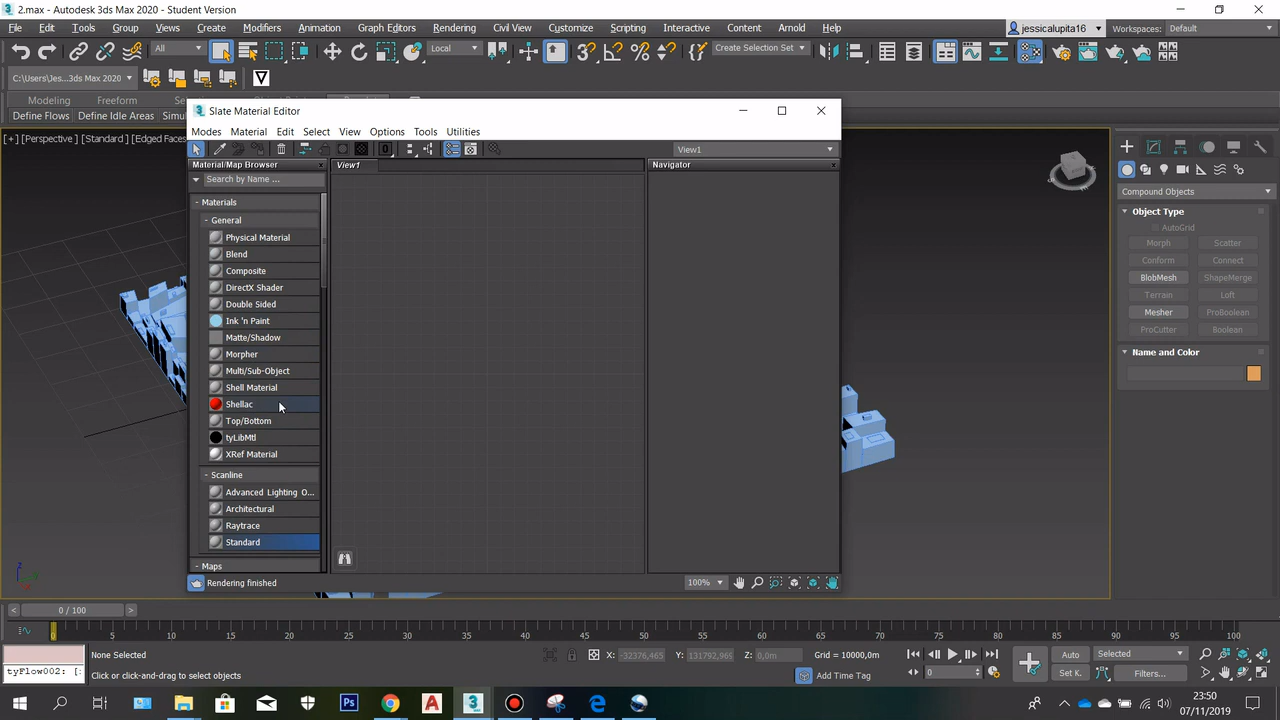 2.max - Autodesk 3ds Max 2020 - Student Version
File Edit Tools Group Views Create Modifiers Animation Graph Editors Rendering Civil View Customize Scripting Interactive Content Arnold Help jessicalupita16 Workspaces: Default
All Local Create Selection Set
C:\Users\Jes...3ds Max 2020
Modeling Freeform
Define Flows Define Idle Areas
[+] [Perspective] [Standard] [Edged Faces
Slate Material Editor
Modes Material Edit Select View Options Tools Utilities
0 View1
Material/Map Browser
Search by Name ...
- Materials
- General
Physical Material
Blend
Composite
DirectX Shader
Double Sided
Ink 'n Paint
Matte/Shadow
Morpher
Multi/Sub-Object
Shell Material
Shellac
Top/Bottom
tyLibMtl
XRef Material
- Scanline
Advanced Lighting O...
Architectural
Raytrace
Standard
- Maps
View1
Navigator
Rendering finished
100%
Compound Objects
Object Type
AutoGrid
Morph Scatter
Conform Connect
BlobMesh ShapeMerge
Terrain Loft
Mesher ProBoolean
ProCutter Boolean
Name and Color
< 0 / 100 >
0 5 10 15 20 25 30 35 40 45 50 55 60 65 70 75 80 85 90 95 100
tyFlow002: [:
None Selected
Click or click-and-drag to select objects
X: -32376,465 Y: 131792,969 Z: 0,0m Grid = 10000,0m
Add Time Tag
0
Auto Selected
Set K. Filters...
23:50
07/11/2019